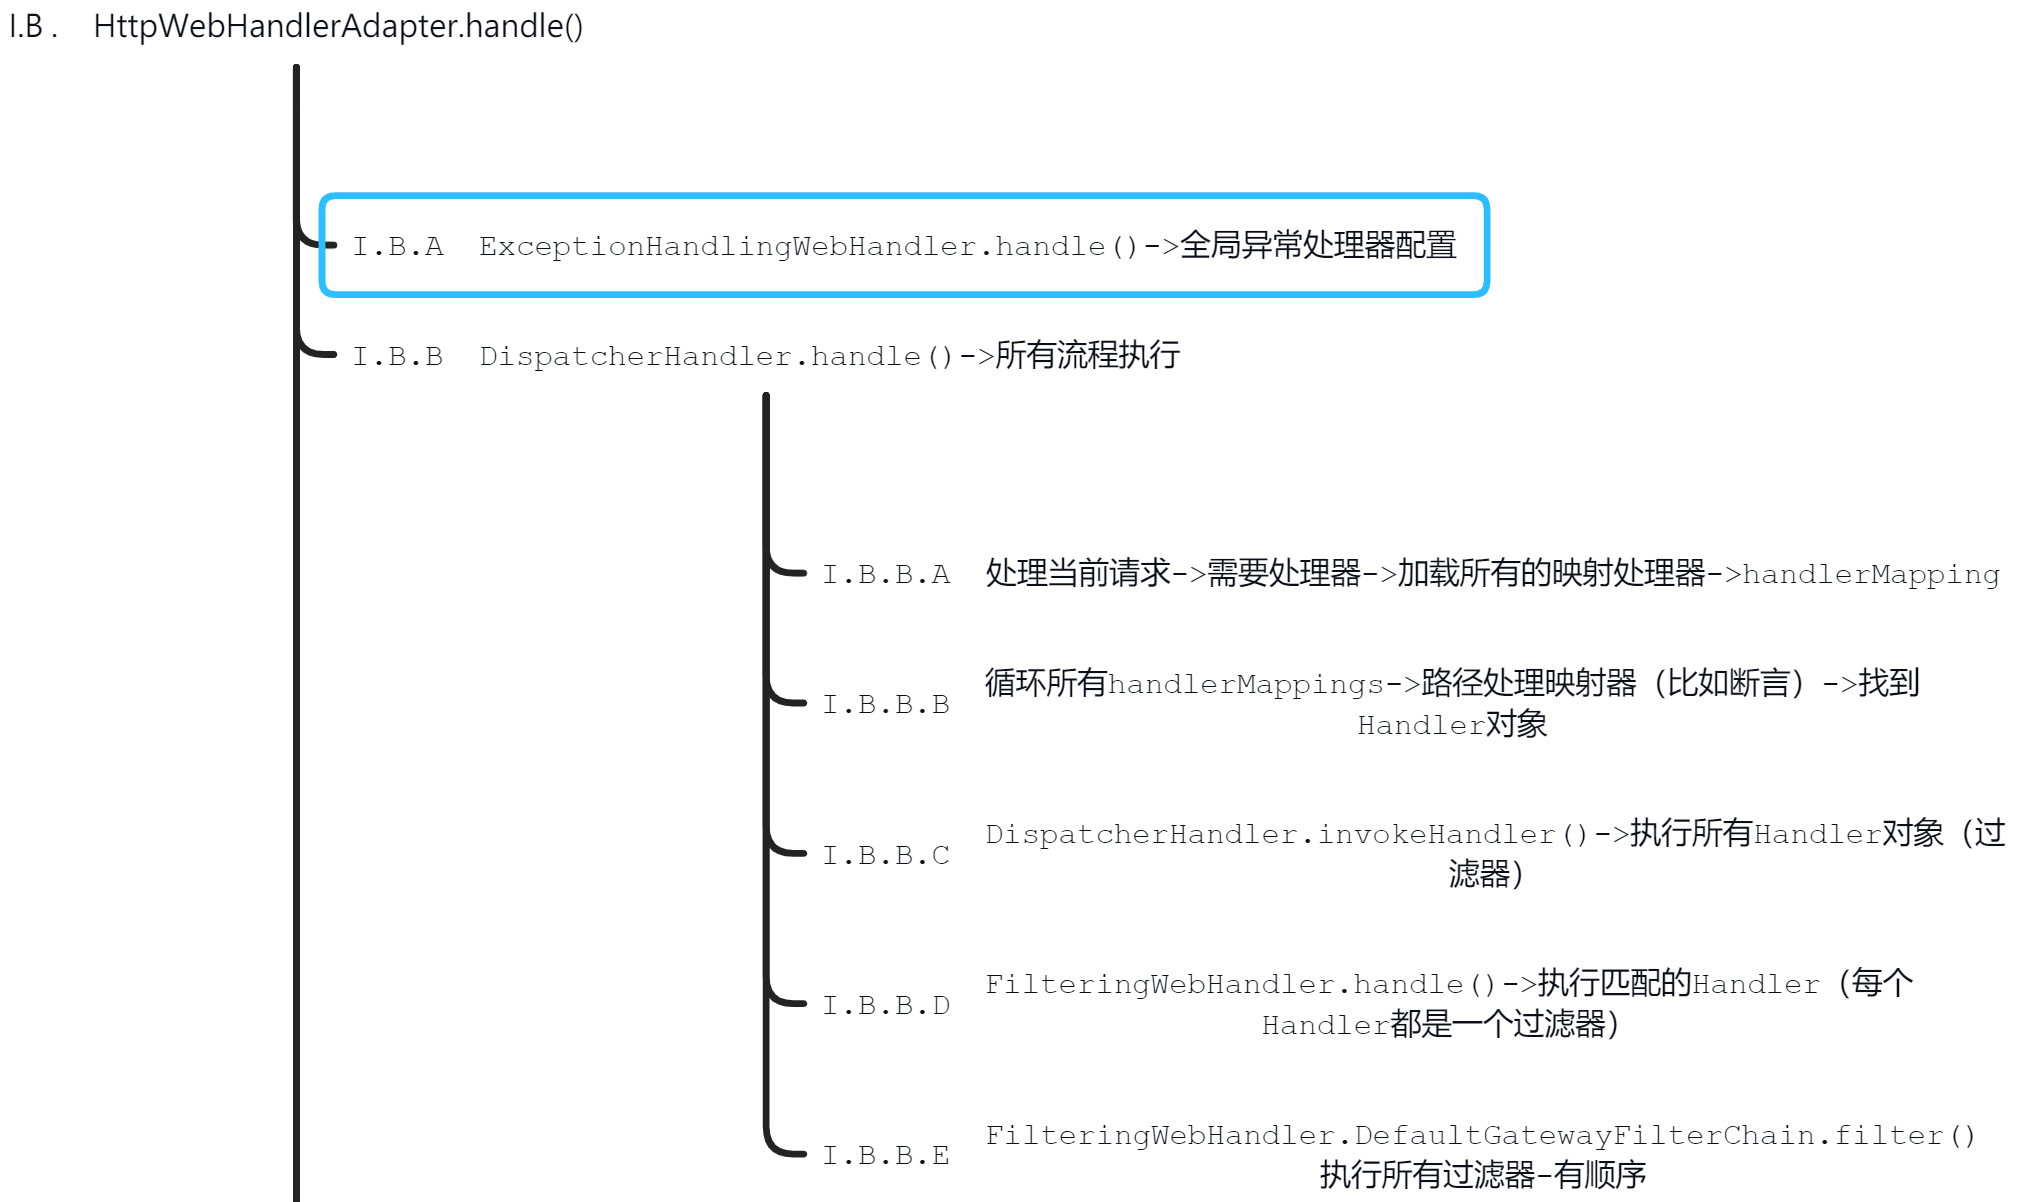 I.B . HttpWebHandlerAdapter.handle()
I.B.A ExceptionHandlingWebHandler.handle()->全局异常处理器配置
I.B.B DispatcherHandler.handle()->所有流程执行
I.B.B.A 处理当前请求->需要处理器->加载所有的映射处理器->handlerMapping
I.B.B.B 循环所有handlerMappings->路径处理映射器（比如断言）->找到
Handler对象
I.B.B.C DispatcherHandler.invokeHandler()->执行所有Handler对象（过
滤器）
I.B.B.D FilteringWebHandler.handle()->执行匹配的Handler（每个
Handler都是一个过滤器）
I.B.B.E FilteringWebHandler.DefaultGatewayFilterChain.filter()
执行所有过滤器-有顺序